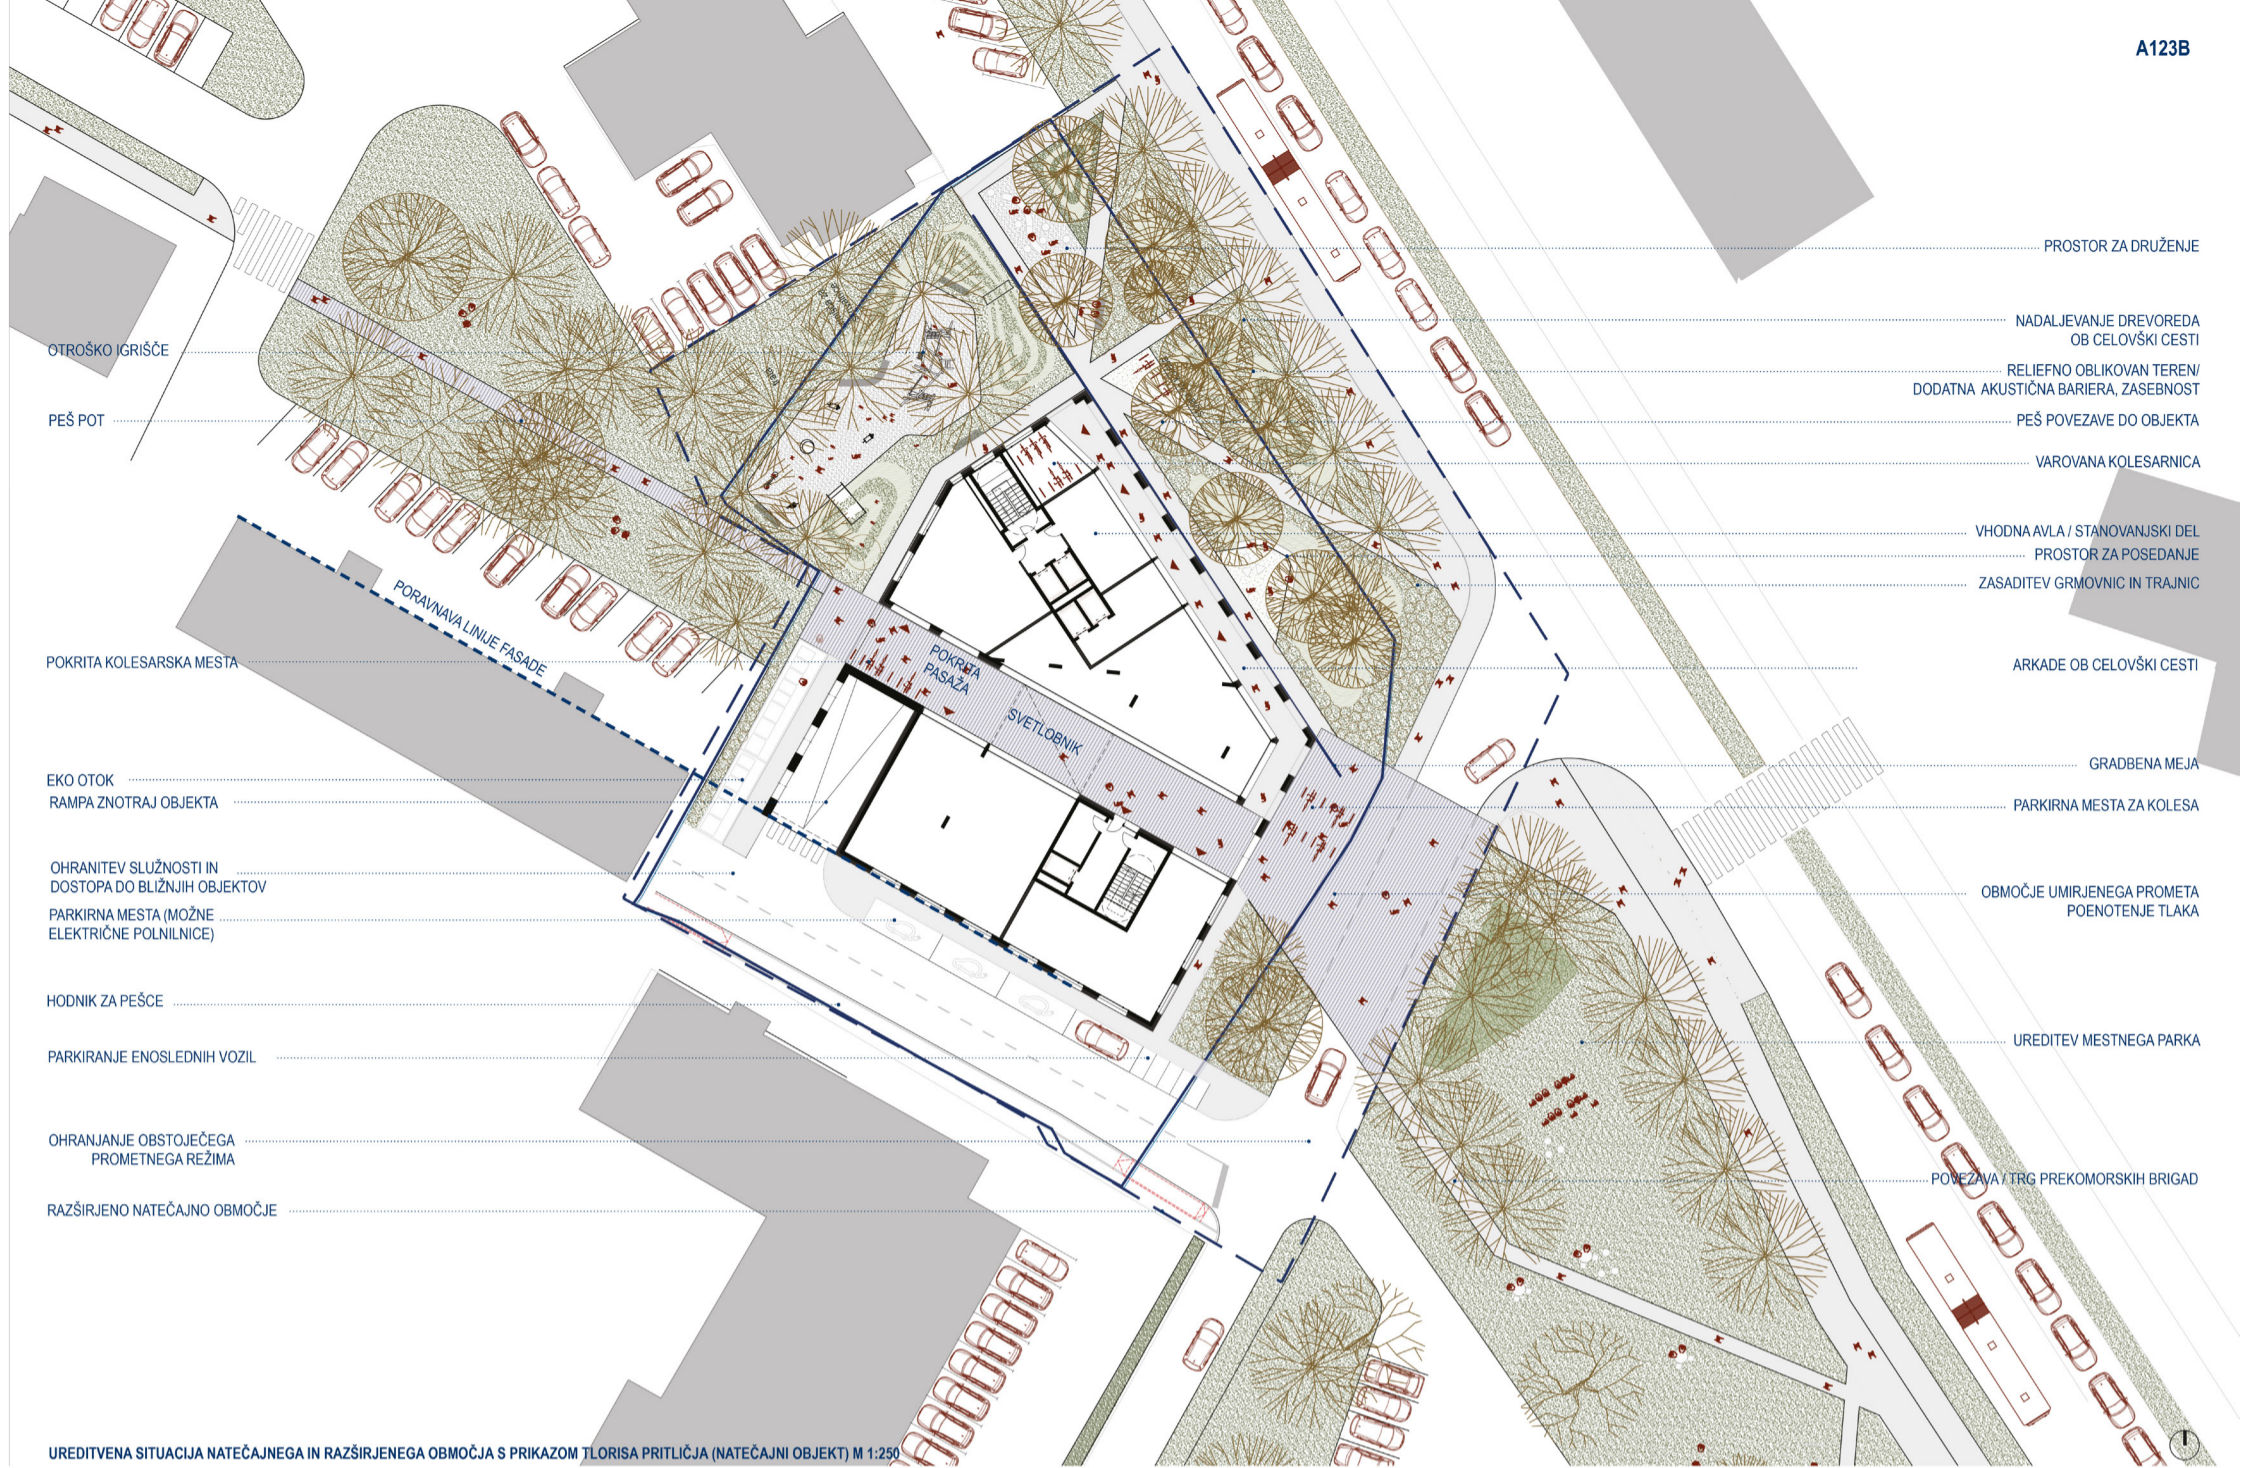 A123B
PROSTOR ZA DRUŽENJE
NADALJEVANJE DREVOREDA
OB CELOVŠKI CESTI
RELIEFNO OBLIKOVAN TEREN/
DODATNA AKUSTIČNA BARIERA, ZASEBNOST
PEŠ POVEZAVE DO OBJEKTA
VAROVANA KOLESARNICA
VHODNA AVLA / STANOVANJSKI DEL
PROSTOR ZA POSEDANJE
ZASADITEV GRMOVNIC IN TRAJNIC
ARKADE OB CELOVŠKI CESTI
GRADBENA MEJA
PARKIRNA MESTA ZA KOLESA
OBMOČJE UMIRJENEGA PROMETA
POENOTENJE TLAKA
UREDITEV MESTNEGA PARKA
POVEZAVA / TRG PREKOMORSKIH BRIGAD
OTROŠKO IGRIŠČE
PEŠ POT
PORAVNAVA LINIJE FASADE
POKRITA KOLESARSKA MESTA
POKRITA
PASAŽA
SVETLOBNIK
EKO OTOK
RAMPA ZNOTRAJ OBJEKTA
OHRANITEV SLUŽNOSTI IN
DOSTOPA DO BLIŽNJIH OBJEKTOV
PARKIRNA MESTA (MOŽNE
ELEKTRIČNE POLNILNICE)
HODNIK ZA PEŠCE
PARKIRANJE ENOSLEDNIH VOZIL
OHRANJANJE OBSTOJEČEGA
PROMETNEGA REŽIMA
RAZŠIRJENO NATEČAJNO OBMOČJE
UREDITVENA SITUACIJA NATEČAJNEGA IN RAZŠIRJENEGA OBMOČJA S PRIKAZOM TLORISA PRITLIČJA (NATEČAJNI OBJEKT) M 1:250